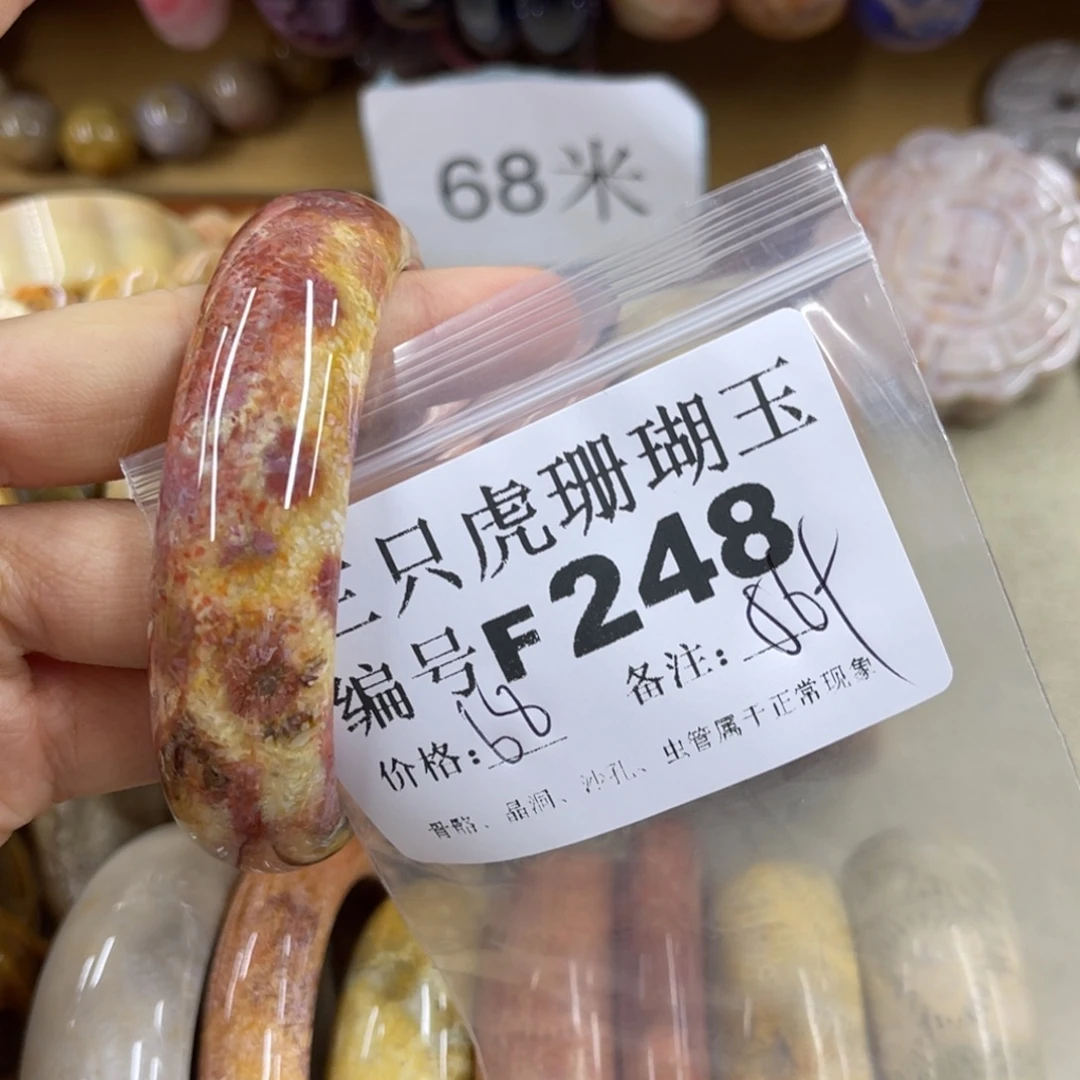 68米
三只虎珊瑚玉
编号F248
价格:68 备注:
骨骼、晶洞、沙孔、虫管属于正常现象